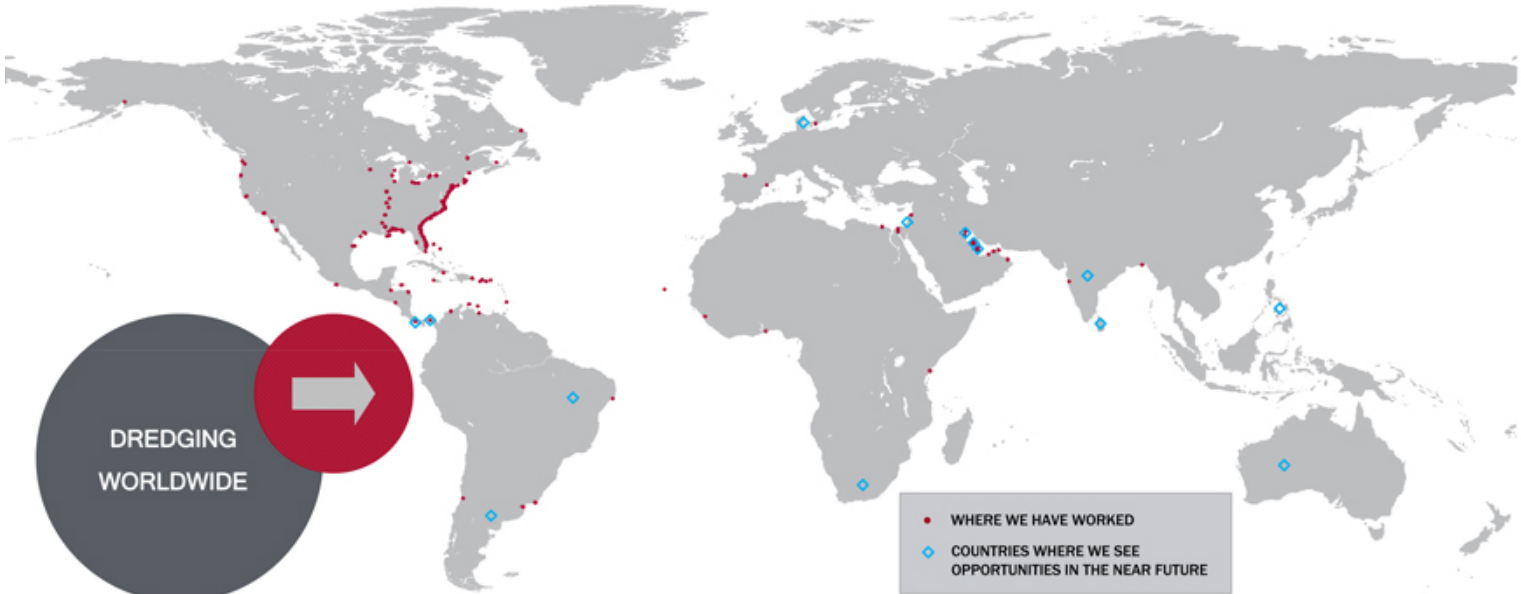 DREDGING
WORLDWIDE
WHERE WE HAVE WORKED
COUNTRIES WHERE WE SEE
OPPORTUNITIES IN THE NEAR FUTURE